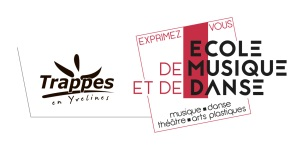 Trappes
en Yvelines
EXPRIMEZ VOUS
ECOLE
DE MUSIQUE
ET DE DANSE
musique ■ danse
théâtre ■ arts plastiques